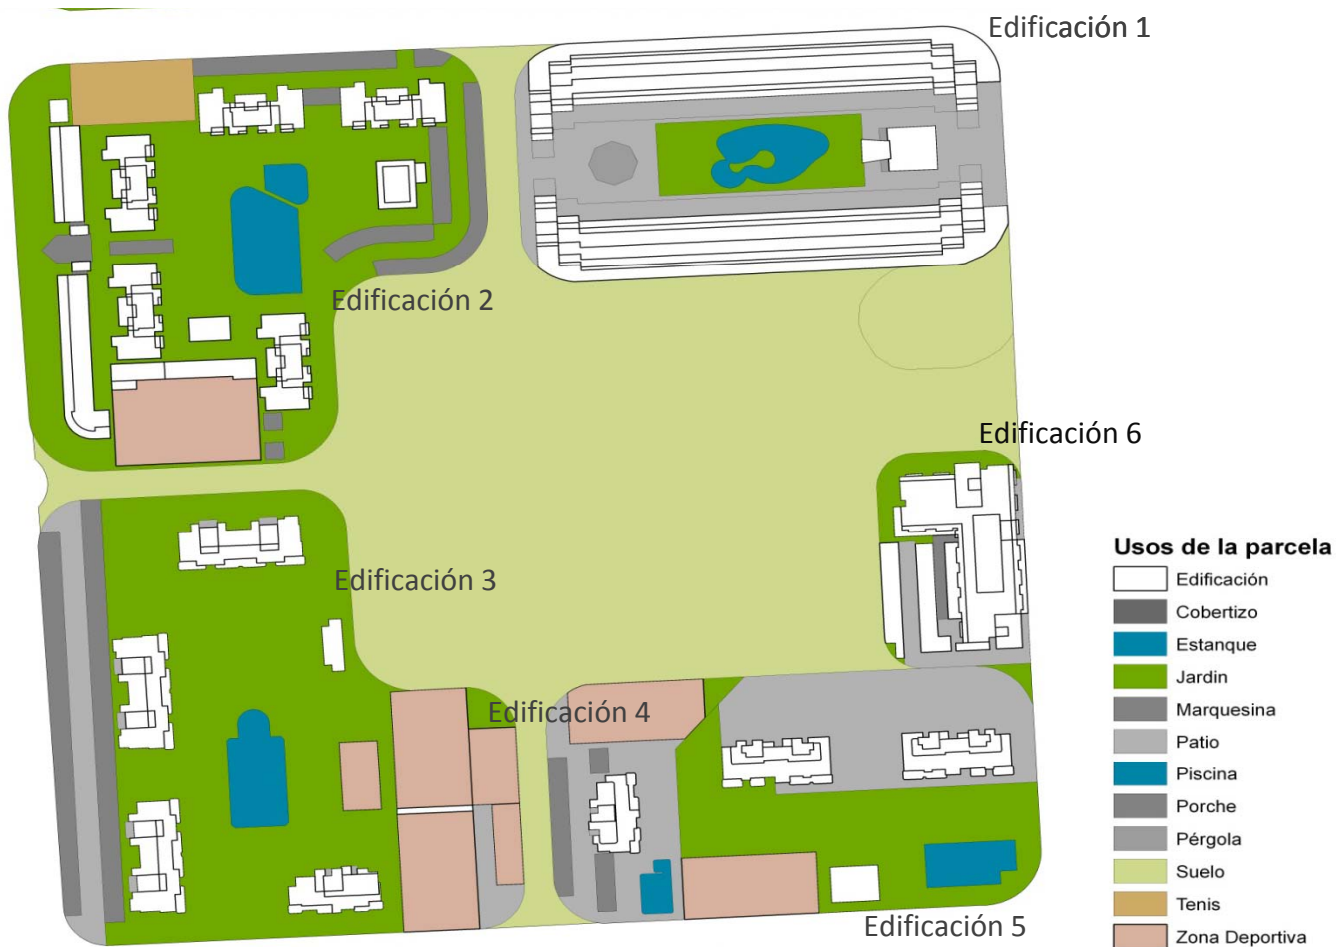 Edificación 1
Edificación 2
Edificación 6
Edificación 3
Edificación 4
Edificación 5
Usos de la parcela
Edificación
Cobertizo
Estanque
Jardin
Marquesina
Patio
Piscina
Porche
Pérgola
Suelo
Tenis
Zona Deportiva